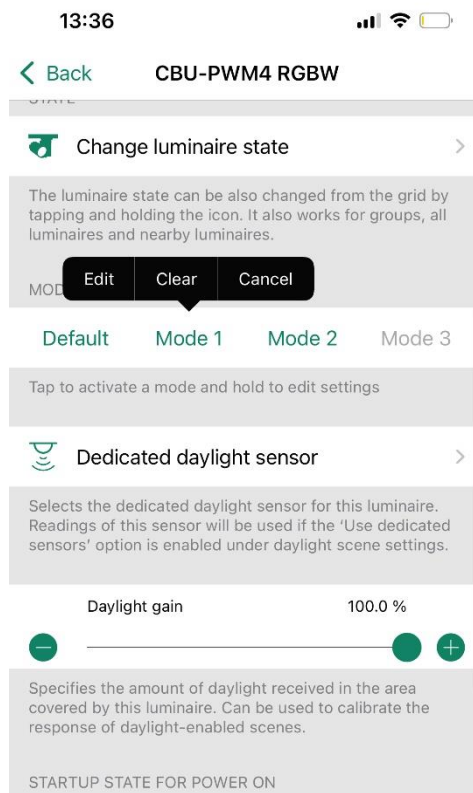 13:36
Back
CBU-PWM4 RGBW
STATE
Change luminaire state
The luminaire state can be also changed from the grid by
tapping and holding the icon. It also works for groups, all
luminaires and nearby luminaires.
MOD
Edit Clear Cancel
Default Mode 1 Mode 2 Mode 3
Tap to activate a mode and hold to edit settings
Dedicated daylight sensor
Selects the dedicated daylight sensor for this luminaire.
Readings of this sensor will be used if the ‘Use dedicated
sensors’ option is enabled under daylight scene settings.
Daylight gain 100.0 %
Specifies the amount of daylight received in the area
covered by this luminaire. Can be used to calibrate the
response of daylight-enabled scenes.
STARTUP STATE FOR POWER ON